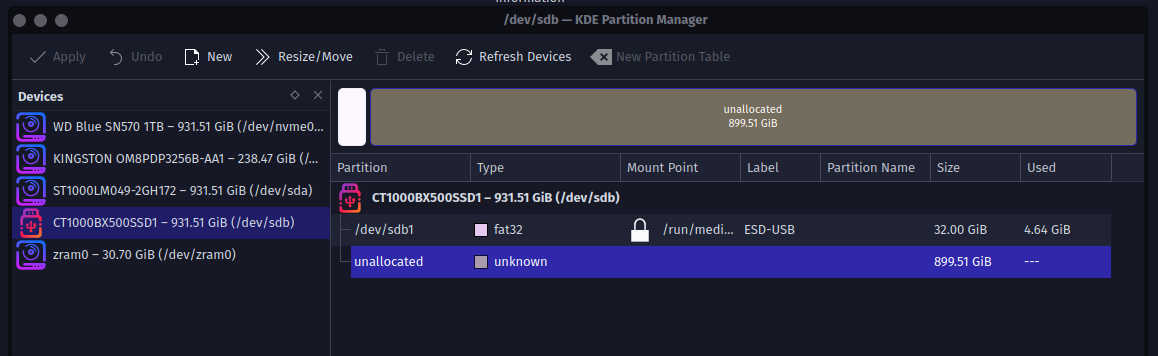 Information
/dev/sdb — KDE Partition Manager
Apply Undo New Resize/Move Delete Refresh Devices New Partition Table
Devices
WD Blue SN570 1TB – 931.51 GiB (/dev/nvme0...
KINGSTON OM8PDP3256B-AA1 – 238.47 GiB (/...
ST1000LM049-2GH172 – 931.51 GiB (/dev/sda)
CT1000BX500SSD1 – 931.51 GiB (/dev/sdb)
zram0 – 30.70 GiB (/dev/zram0)
unallocated
899.51 GiB
Partition Type Mount Point Label Partition Name Size Used
CT1000BX500SSD1 – 931.51 GiB (/dev/sdb)
/dev/sdb1 fat32 /run/medi... ESD-USB 32.00 GiB 4.64 GiB
unallocated unknown 899.51 GiB ---